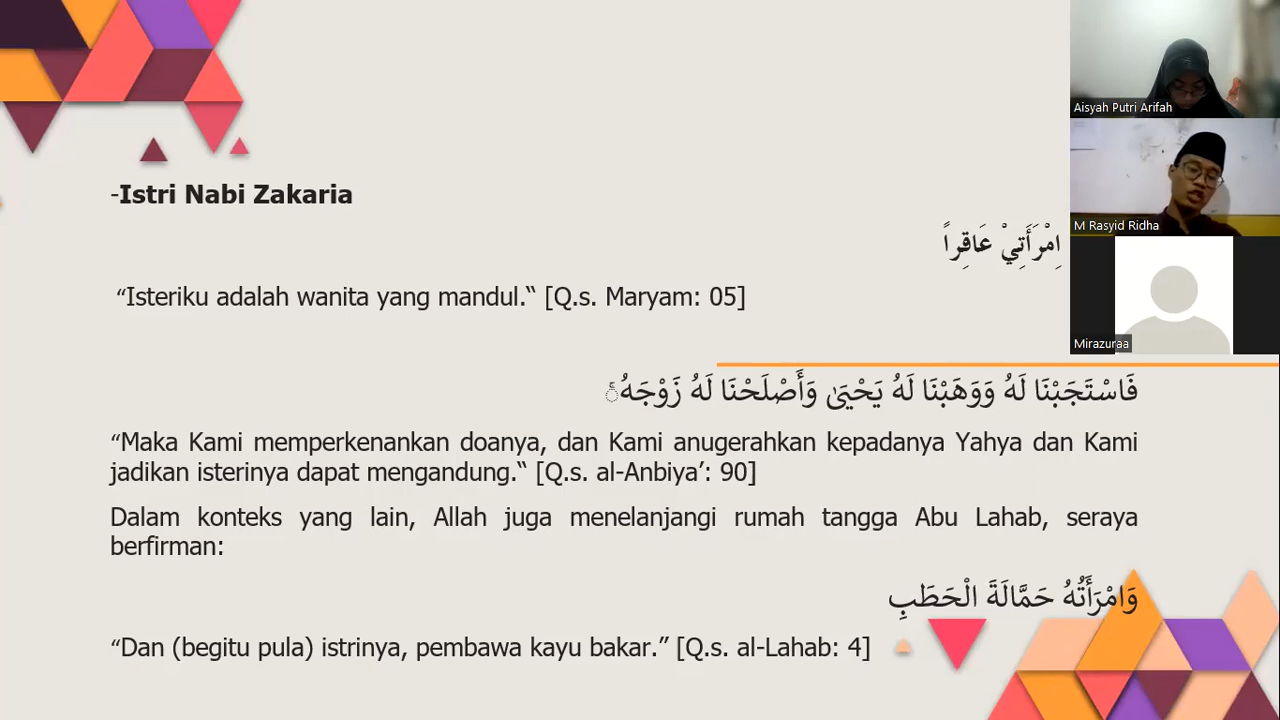 -Istri Nabi Zakaria
اِمْرَأَتِيْ عَاقِراً
“Isteriku adalah wanita yang mandul.“ [Q.s. Maryam: 05]
فَاسْتَجَبْنَا لَهُ وَوَهَبْنَا لَهُ يَحْيَىٰ وَأَصْلَحْنَا لَهُ زَوْجَهُ ۚ
“Maka Kami memperkenankan doanya, dan Kami anugerahkan kepadanya Yahya dan Kami
jadikan isterinya dapat mengandung.“ [Q.s. al-Anbiya’: 90]
Dalam konteks yang lain, Allah juga menelanjangi rumah tangga Abu Lahab, seraya
berfirman:
وَامْرَأَتُهُ حَمَّالَةَ الْحَطَبِ
“Dan (begitu pula) istrinya, pembawa kayu bakar.” [Q.s. al-Lahab: 4]
Aisyah Putri Arifah
M Rasyid Ridha
Mirazuraa